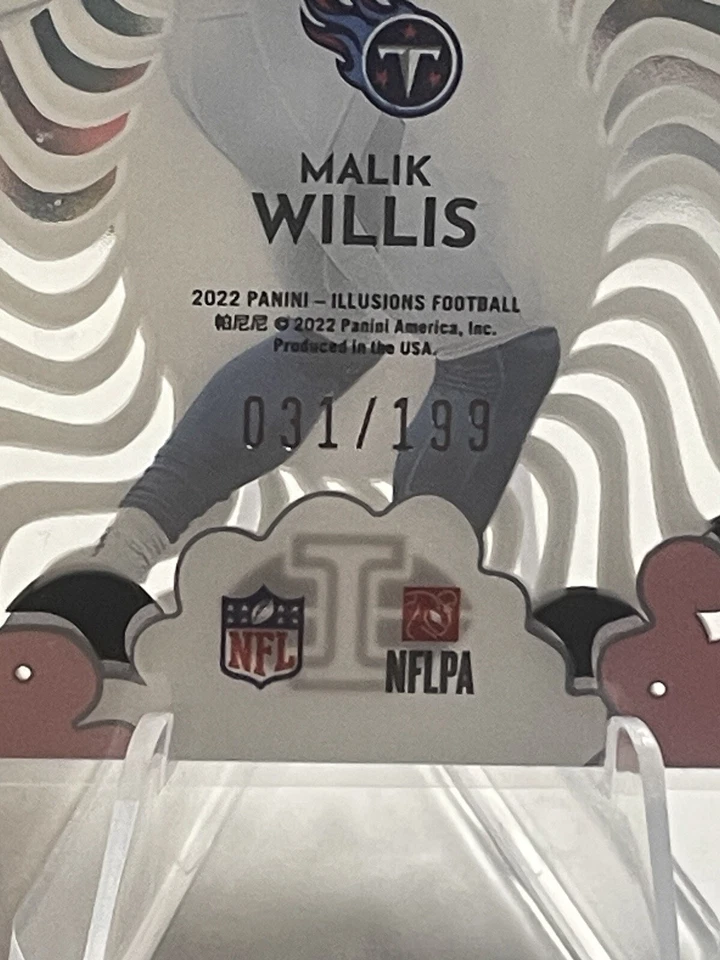 T
MALIK
WILLIS
2022 PANINI – ILLUSIONS FOOTBALL
帕尼尼 © 2022 Panini America, Inc.
Produced in the USA.
031/199
I
NFL
NFLPA